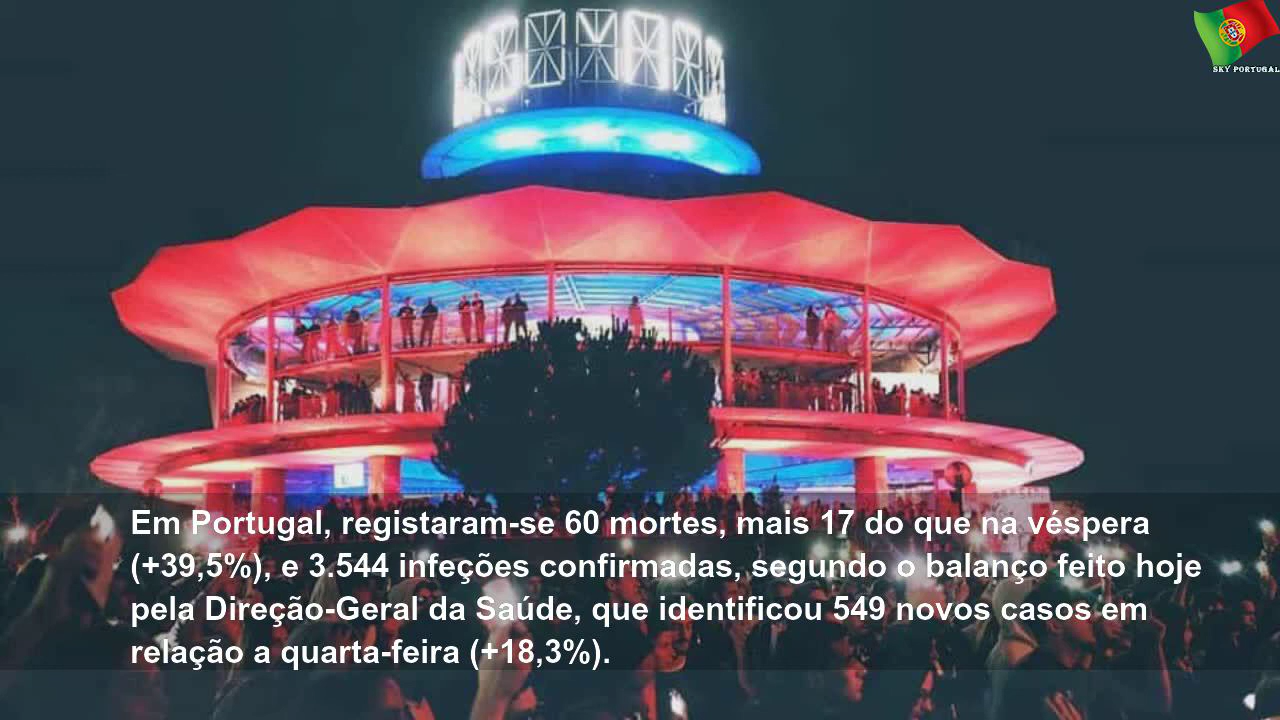 SKY PORTUGAL
Em Portugal, registaram-se 60 mortes, mais 17 do que na véspera
(+39,5%), e 3.544 infeções confirmadas, segundo o balanço feito hoje
pela Direção-Geral da Saúde, que identificou 549 novos casos em
relação a quarta-feira (+18,3%).